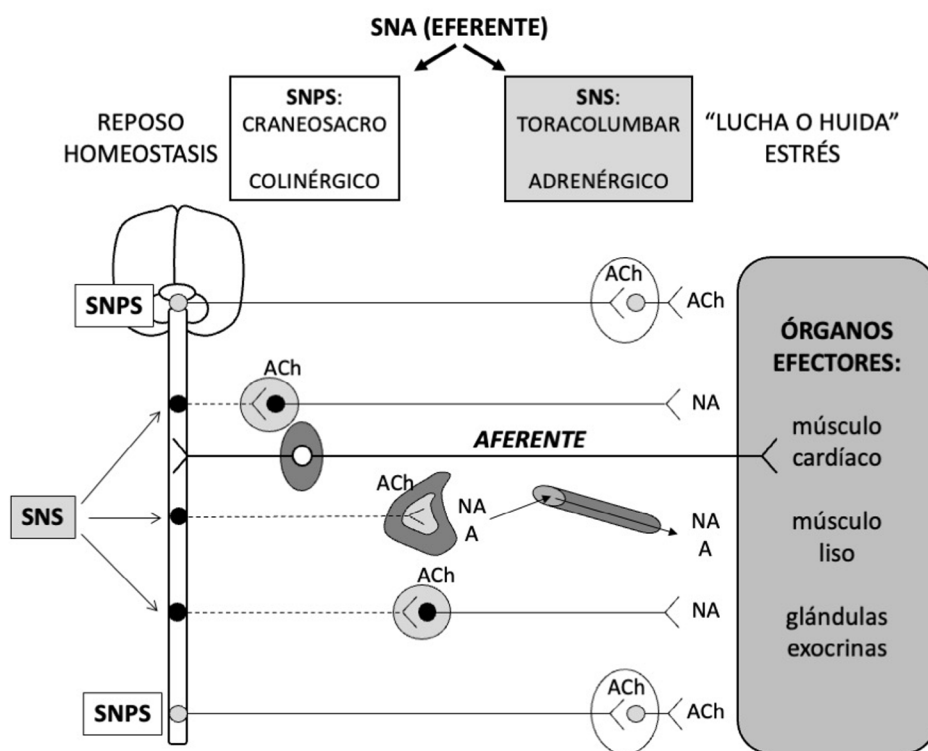 SNA (EFERENTE)
REPOSO
HOMEOSTASIS
SNPS:
CRANEOSACRO
COLINÉRGICO
SNS:
TORACOLUMBAR
ADRENÉRGICO
“LUCHA O HUIDA”
ESTRÉS
SNPS
ACh
ACh
ACh
NA
AFERENTE
SNS
ACh
NA
A
NA
A
ACh
NA
SNPS
ACh
ACh
ÓRGANOS
EFECTORES:
músculo
cardíaco
músculo
liso
glándulas
exocrinas